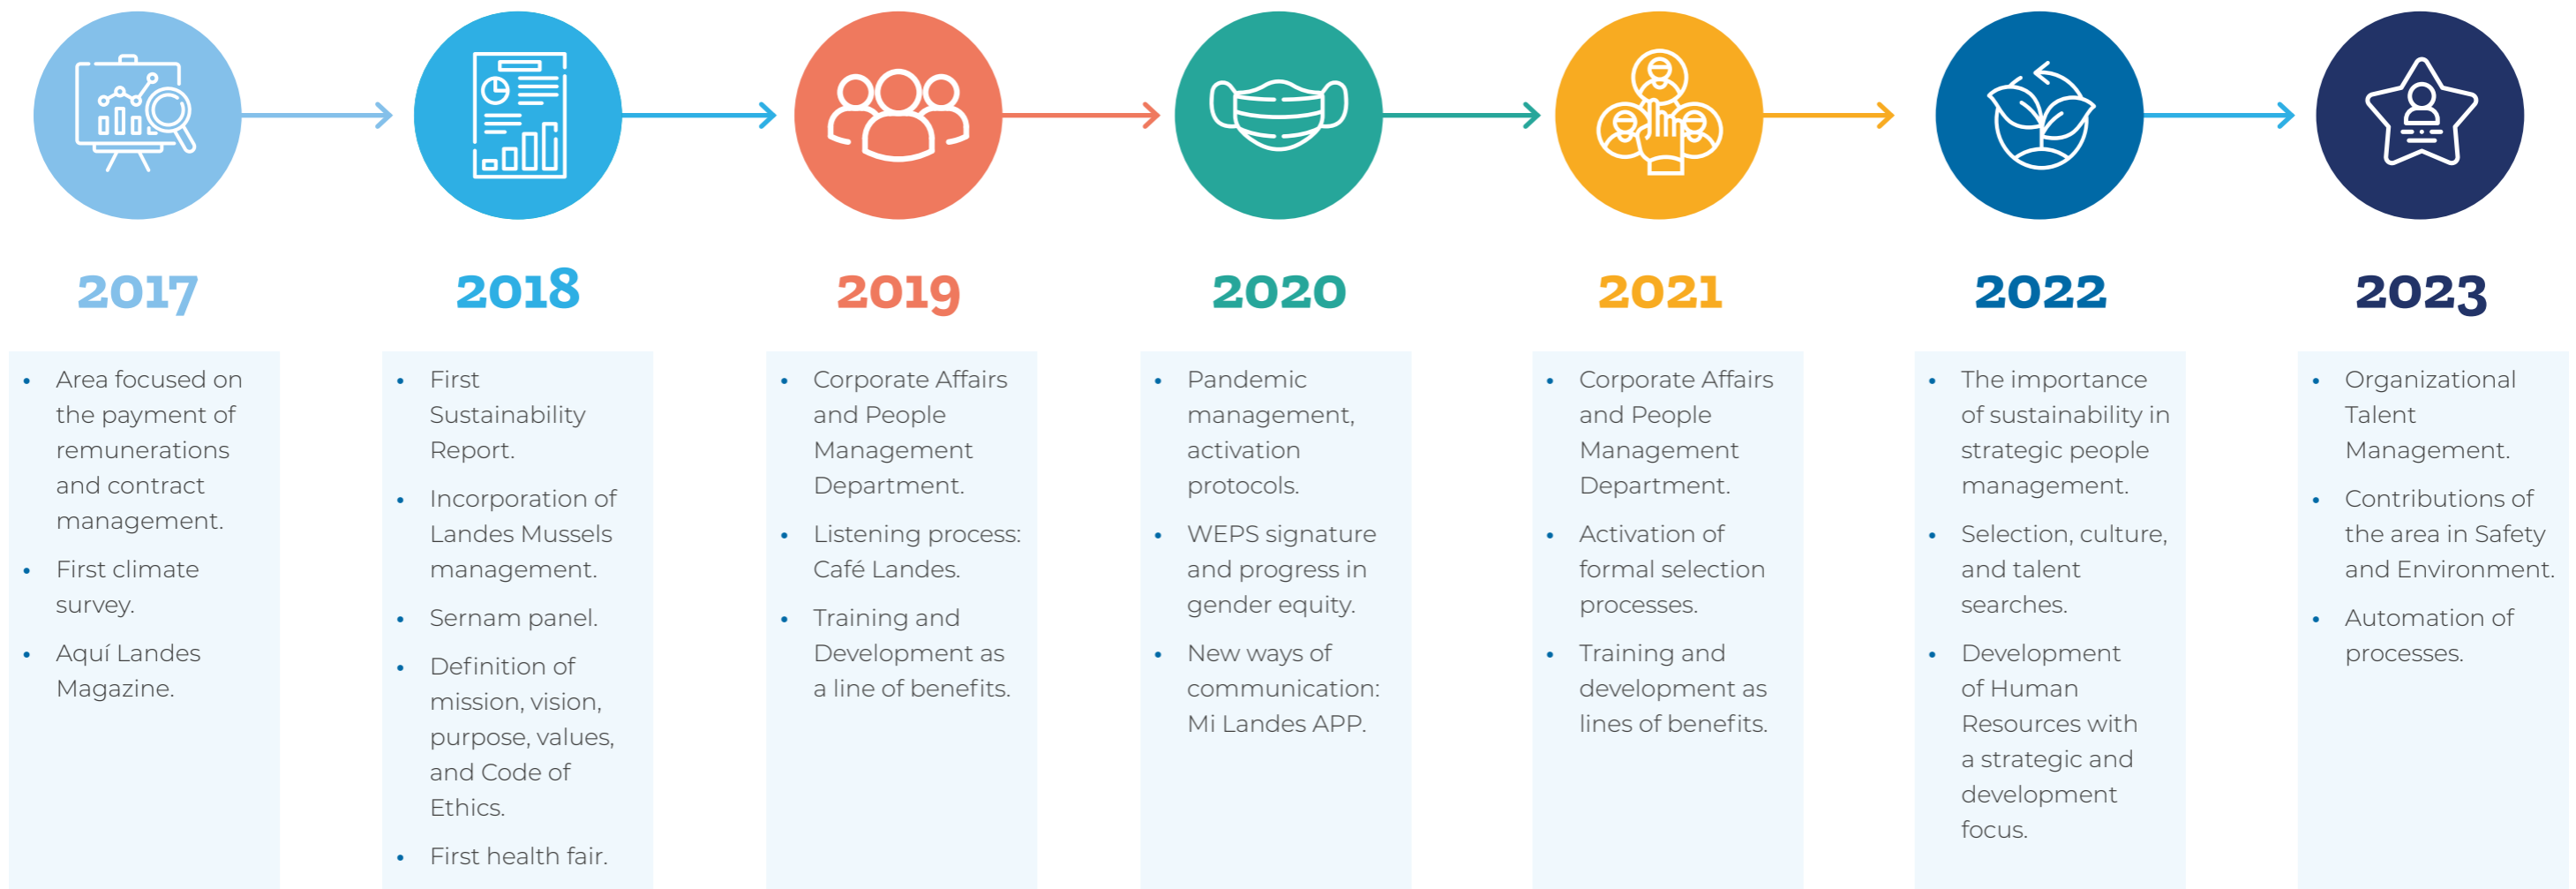 2017
2018
2019
2020
2021
2022
2023
• Area focused on
the payment of
remunerations
and contract
management.
• First climate
survey.
• Aquí Landes
Magazine.
• First
Sustainability
Report.
• Incorporation of
Landes Mussels
management.
• Sernam panel.
• Definition of
mission, vision,
purpose, values,
and Code of
Ethics.
• First health fair.
• Corporate Affairs
and People
Management
Department.
• Listening process:
Café Landes.
• Training and
Development as
a line of benefits.
• Pandemic
management,
activation
protocols.
• WEPS signature
and progress in
gender equity.
• New ways of
communication:
Mi Landes APP.
• Corporate Affairs
and People
Management
Department.
• Activation of
formal selection
processes.
• Training and
development as
lines of benefits.
• The importance
of sustainability in
strategic people
management.
• Selection, culture,
and talent
searches.
• Development
of Human
Resources with
a strategic and
development
focus.
• Organizational
Talent
Management.
• Contributions of
the area in Safety
and Environment.
• Automation of
processes.